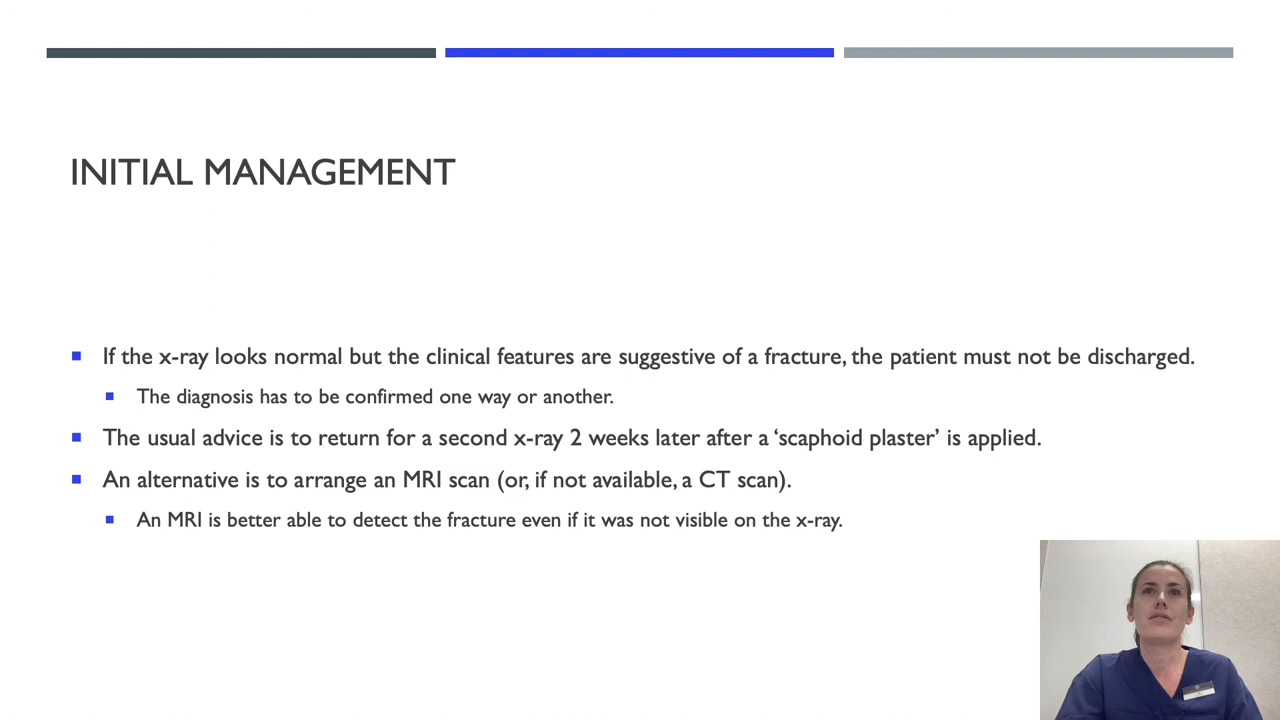 INITIAL MANAGEMENT
If the x-ray looks normal but the clinical features are suggestive of a fracture, the patient must not be discharged.
The diagnosis has to be confirmed one way or another.
The usual advice is to return for a second x-ray 2 weeks later after a ‘scaphoid plaster’ is applied.
An alternative is to arrange an MRI scan (or, if not available, a CT scan).
An MRI is better able to detect the fracture even if it was not visible on the x-ray.